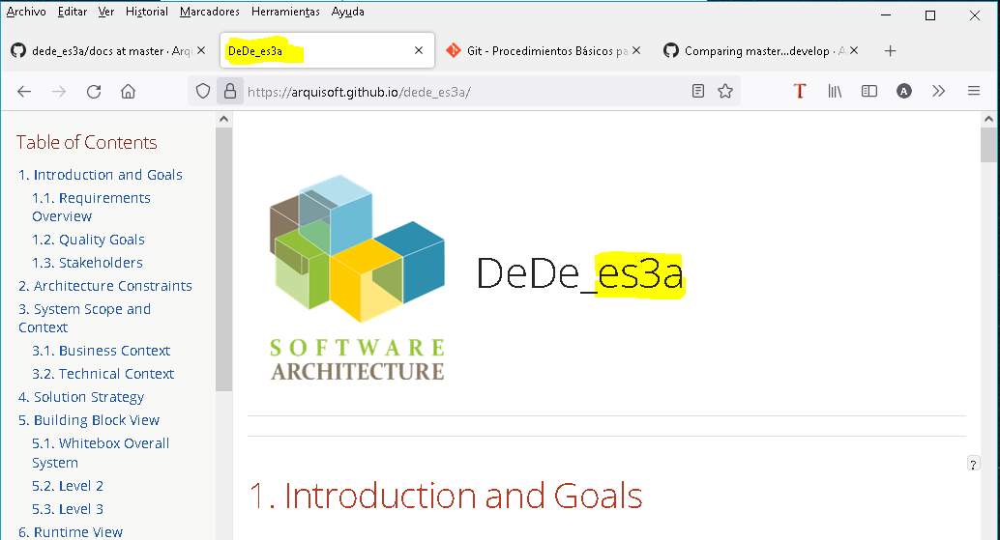 Archivo Editar Ver Historial Marcadores Herramientas Ayuda
dede_es3a/docs at master · Arqu
DeDe_es3a
Git - Procedimientos Básicos pa
Comparing master...develop · A
https://arquisoft.github.io/dede_es3a/
T
A
Table of Contents
1. Introduction and Goals
1.1. Requirements
Overview
1.2. Quality Goals
1.3. Stakeholders
2. Architecture Constraints
3. System Scope and
Context
3.1. Business Context
3.2. Technical Context
4. Solution Strategy
5. Building Block View
5.1. Whitebox Overall
System
5.2. Level 2
5.3. Level 3
6. Runtime View
SOFTWARE
ARCHITECTURE
DeDe_es3a
?
1. Introduction and Goals